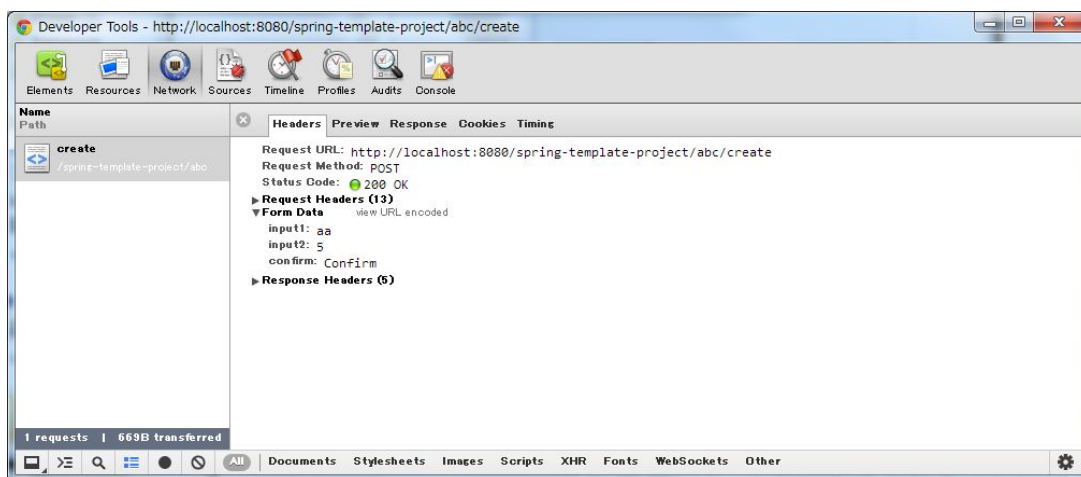 Developer Tools - http://localhost:8080/spring-template-project/abc/create
Elements Resources Network Sources Timeline Profiles Audits Console
Name
Path
Headers Preview Response Cookies Timing
create
/spring-template-project/abc
Request URL: http://localhost:8080/spring-template-project/abc/create
Request Method: POST
Status Code: 200 OK
Request Headers (13)
Form Data view URL encoded
input1: aa
input2: 5
confirm: Confirm
Response Headers (5)
1 requests | 669B transferred
All Documents Stylesheets Images Scripts XHR Fonts WebSockets Other